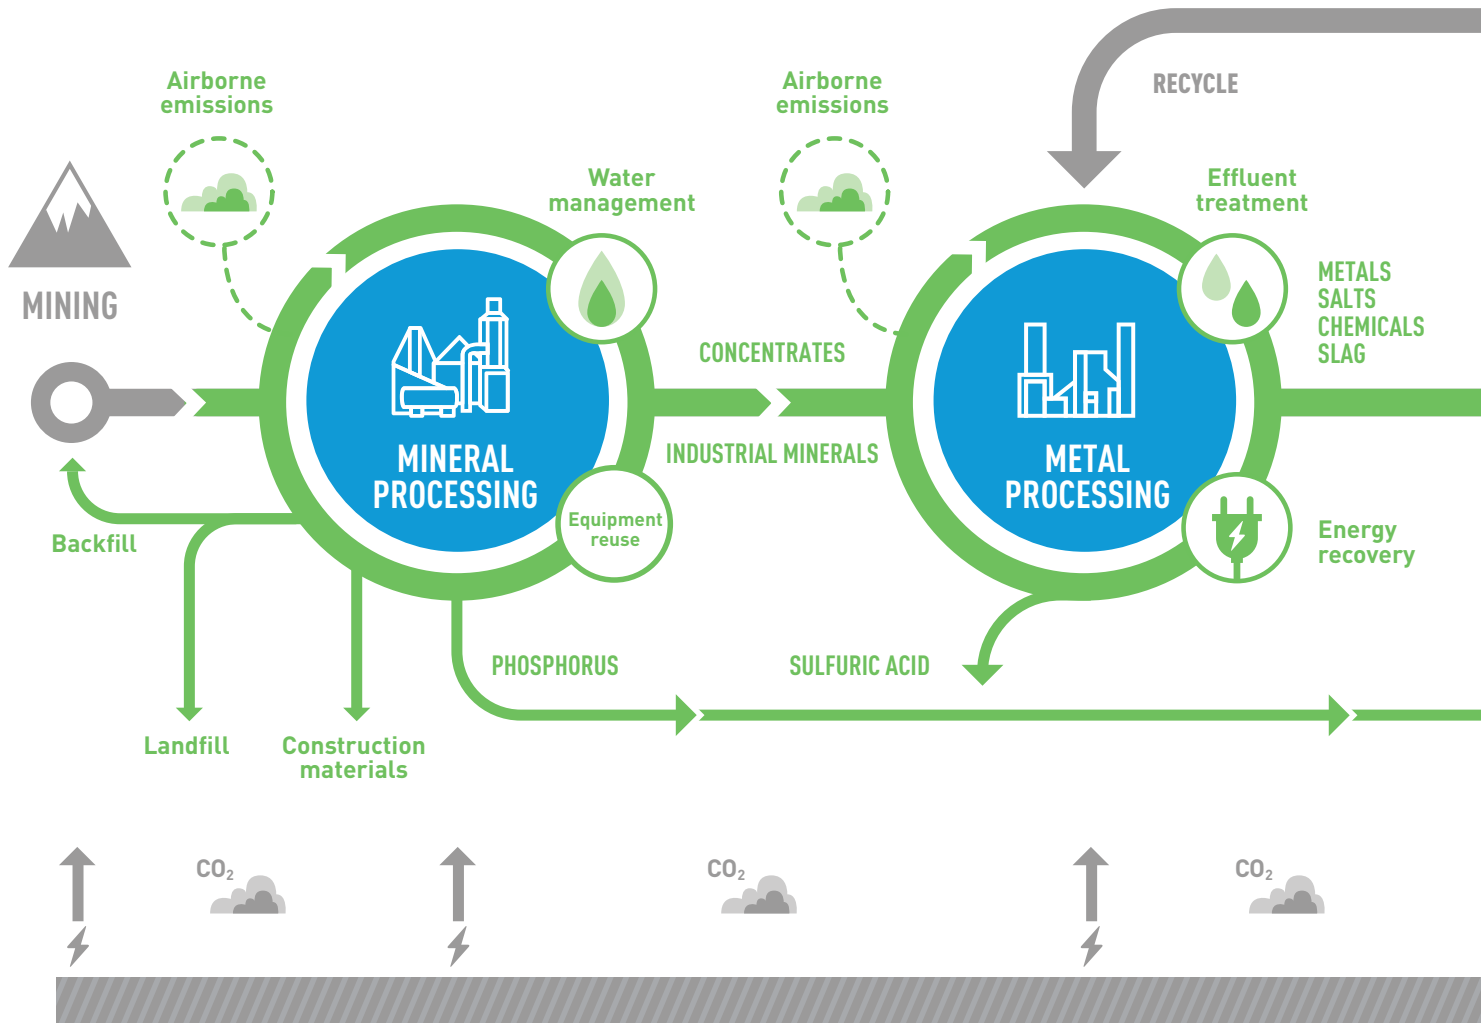 Airborne
emissions
Airborne
emissions
RECYCLE
Water
management
Effluent
treatment
MINING
METALS
SALTS
CHEMICALS
SLAG
CONCENTRATES
INDUSTRIAL MINERALS
MINERAL
PROCESSING
METAL
PROCESSING
Equipment
reuse
Energy
recovery
Backfill
PHOSPHORUS
SULFURIC ACID
Landfill
Construction
materials
CO₂
CO₂
CO₂